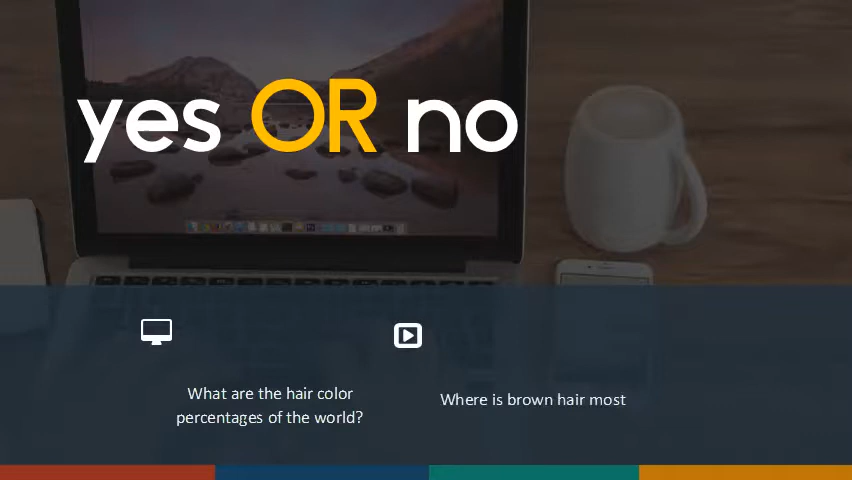 yes OR no
What are the hair color
percentages of the world?
Where is brown hair most